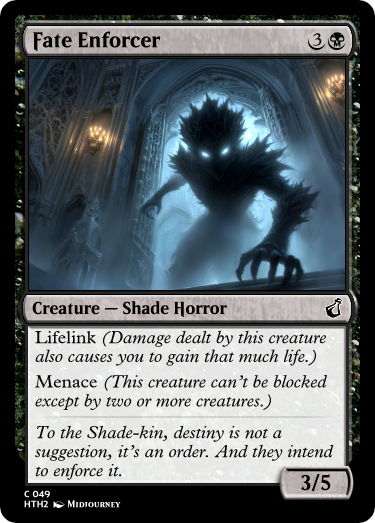 Fate Enforcer 3
Creature — Shade Horror
Lifelink (Damage dealt by this creature
also causes you to gain that much life.)
Menace (This creature can't be blocked
except by two or more creatures.)
To the Shade-kin, destiny is not a
suggestion, it's an order. And they intend
to enforce it.
3/5
C 049
HTH2 Midjourney